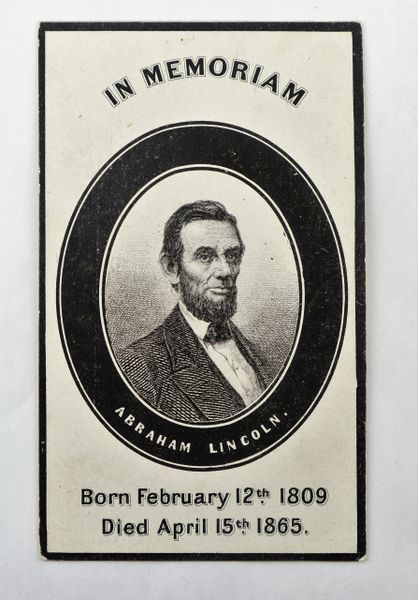 IN MEMORIAM
ABRAHAM LINCOLN.
Born February 12th 1809
Died April 15th 1865.